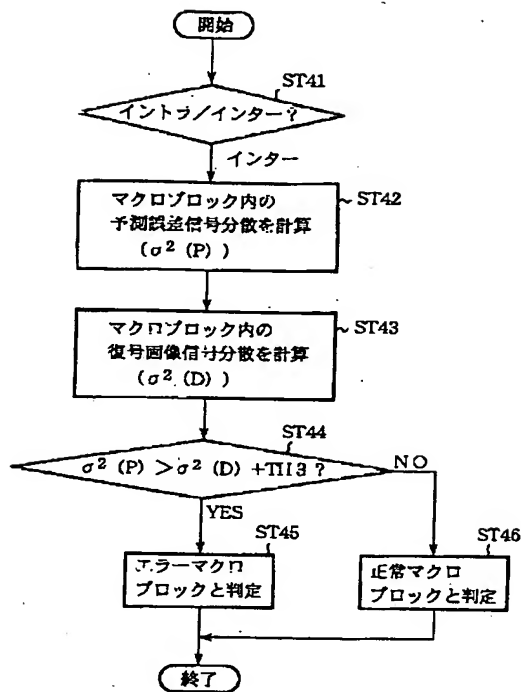 開始
ST41
イントラ/インター?
インター
マクロブロック内の
予測誤差信号分散を計算
(σ² (P) )
ST42
マクロブロック内の
復号画像信号分散を計算
(σ² (D) )
ST43
ST44
σ² (P) >σ² (D) +TH3 ?
NO
YES
ST45
エラーマクロ
ブロックと判定
ST46
正常マクロ
ブロックと判定
終了